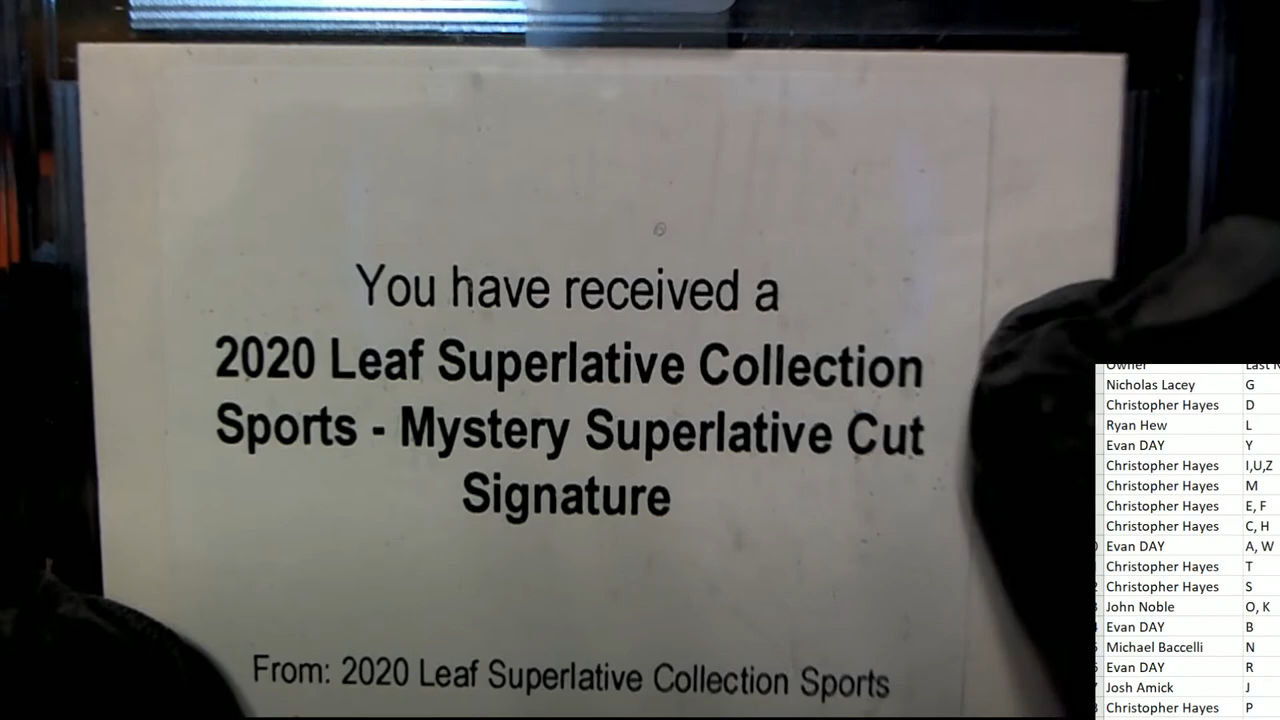 You have received a
2020 Leaf Superlative Collection
Sports - Mystery Superlative Cut
Signature
From: 2020 Leaf Superlative Collection Sports
Owner Last N
Nicholas Lacey G
Christopher Hayes D
Ryan Hew L
Evan DAY Y
Christopher Hayes I,U,Z
Christopher Hayes M
Christopher Hayes E, F
Christopher Hayes C, H
Evan DAY A, W
Christopher Hayes T
Christopher Hayes S
John Noble O, K
Evan DAY B
Michael Baccelli N
Evan DAY R
Josh Amick J
Christopher Hayes P